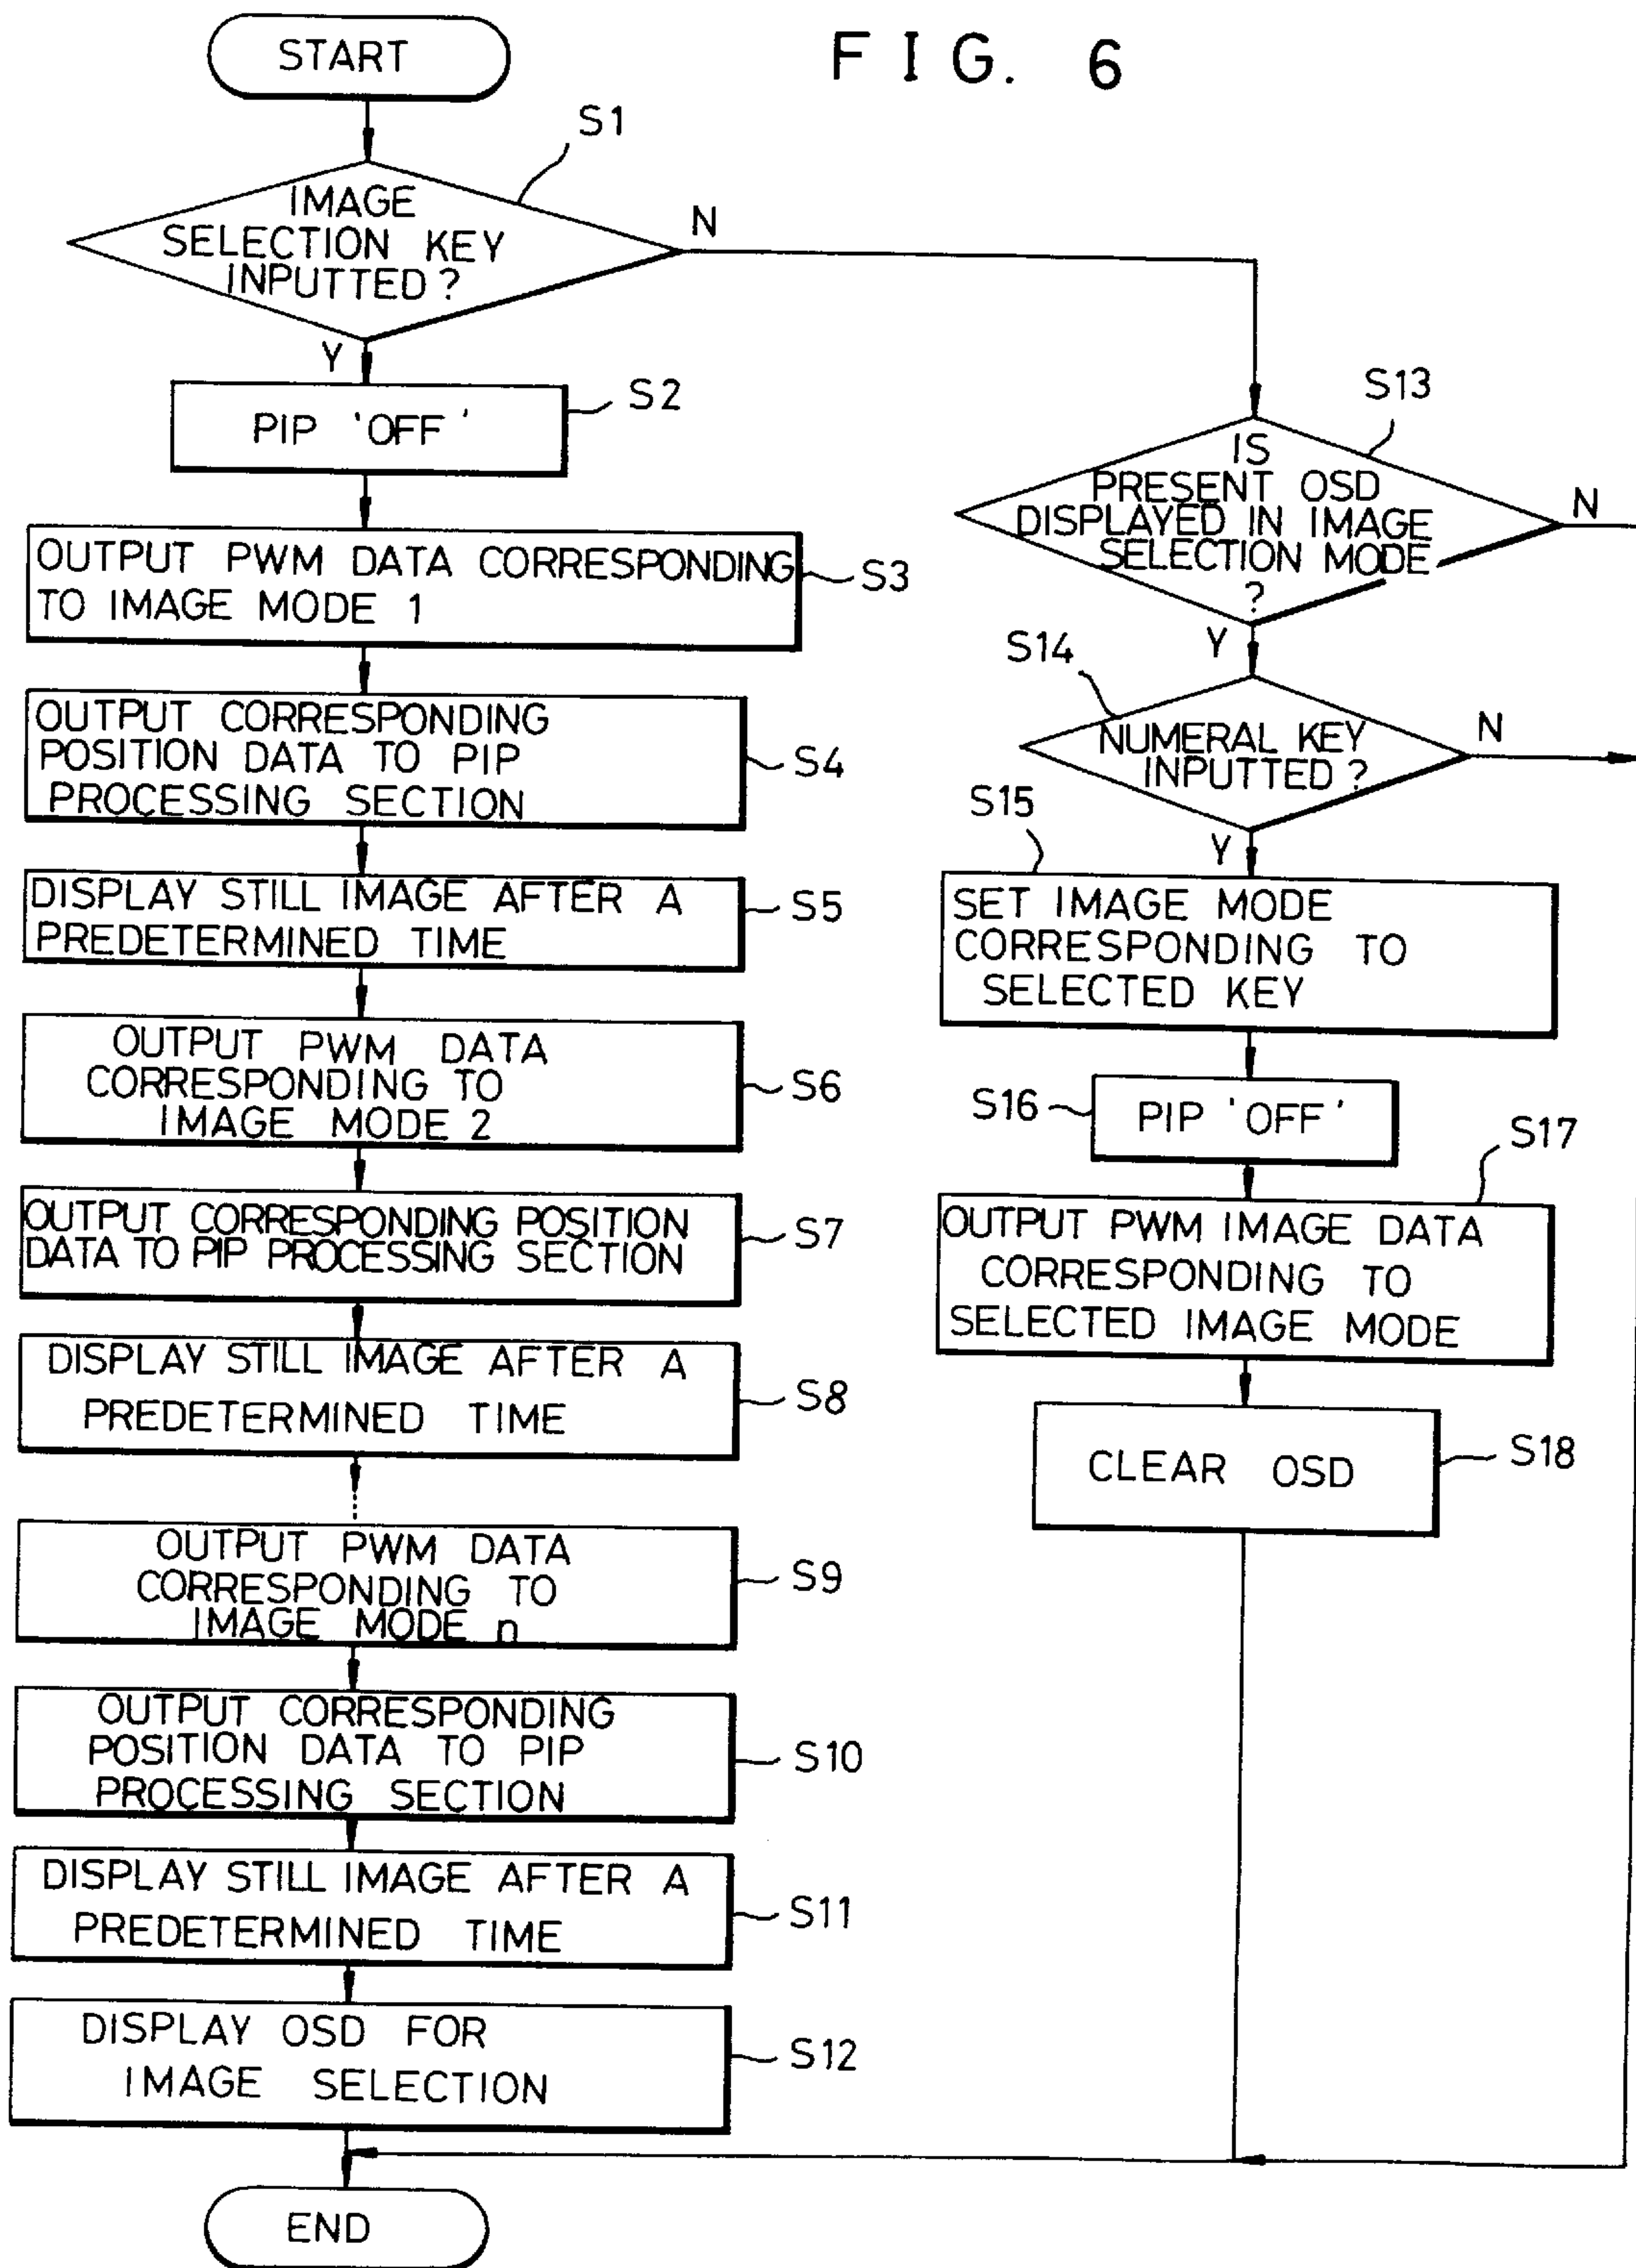 FIG. 6
START
S1
IMAGE
SELECTION KEY
INPUTTED?
N
Y
PIP 'OFF'
S2
OUTPUT PWM DATA CORRESPONDING
TO IMAGE MODE 1
S3
OUTPUT CORRESPONDING
POSITION DATA TO PIP
PROCESSING SECTION
S4
DISPLAY STILL IMAGE AFTER A
PREDETERMINED TIME
S5
OUTPUT PWM DATA
CORRESPONDING TO
IMAGE MODE 2
S6
OUTPUT CORRESPONDING POSITION
DATA TO PIP PROCESSING SECTION
S7
DISPLAY STILL IMAGE AFTER A
PREDETERMINED TIME
S8
OUTPUT PWM DATA
CORRESPONDING TO
IMAGE MODE n
S9
OUTPUT CORRESPONDING
POSITION DATA TO PIP
PROCESSING SECTION
S10
DISPLAY STILL IMAGE AFTER A
PREDETERMINED TIME
S11
DISPLAY OSD FOR
IMAGE SELECTION
S12
END
S13
IS
PRESENT OSD
DISPLAYED IN IMAGE
SELECTION MODE
?
N
Y
S14
NUMERAL KEY
INPUTTED?
N
Y
S15
SET IMAGE MODE
CORRESPONDING TO
SELECTED KEY
S16
PIP 'OFF'
S17
OUTPUT PWM IMAGE DATA
CORRESPONDING TO
SELECTED IMAGE MODE
CLEAR OSD
S18